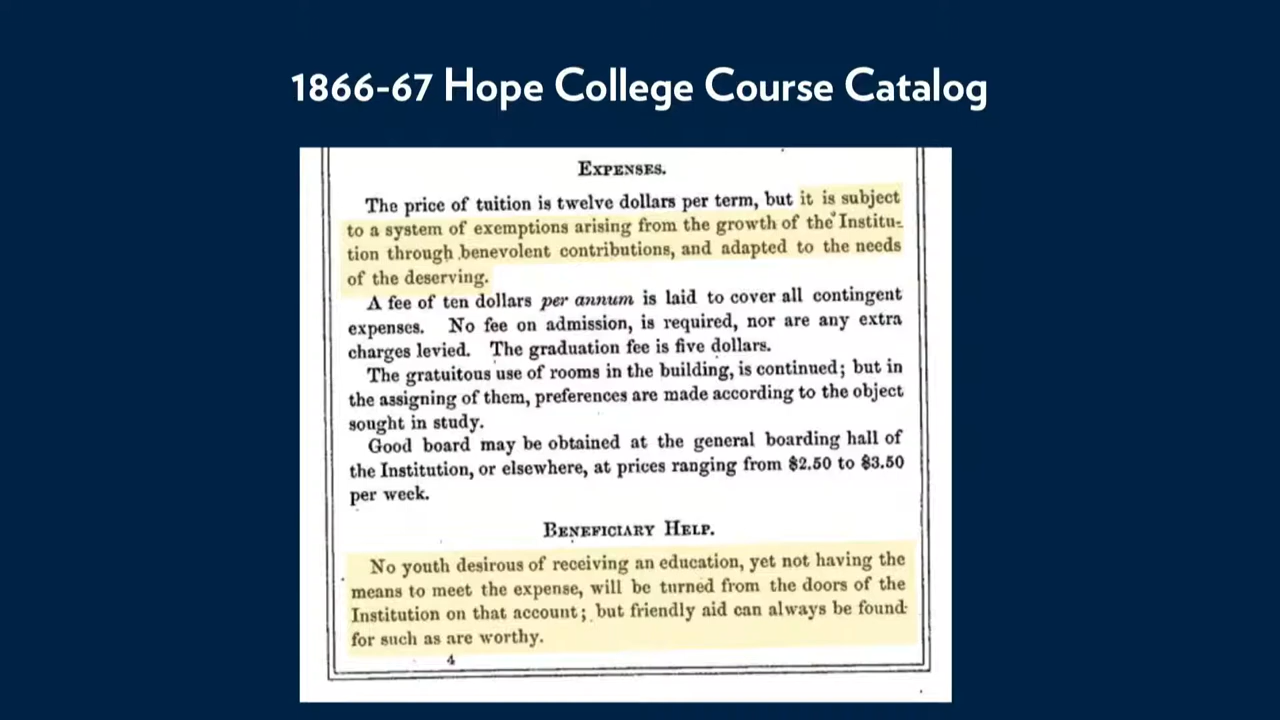 1866-67 Hope College Course Catalog
Expenses.
The price of tuition is twelve dollars per term, but it is subject
to a system of exemptions arising from the growth of the Institu-
tion through benevolent contributions, and adapted to the needs
of the deserving.
A fee of ten dollars per annum is laid to cover all contingent
expenses. No fee on admission, is required, nor are any extra
charges levied. The graduation fee is five dollars.
The gratuitous use of rooms in the building, is continued; but in
the assigning of them, preferences are made according to the object
sought in study.
Good board may be obtained at the general boarding hall of
the Institution, or elsewhere, at prices ranging from $2.50 to $3.50
per week.
Beneficiary Help.
No youth desirous of receiving an education, yet not having the
means to meet the expense, will be turned from the doors of the
Institution on that account; but friendly aid can always be found
for such as are worthy.
4